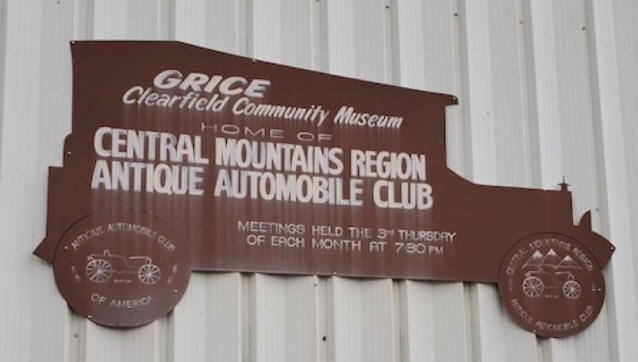 GRICE
Clearfield Community Museum
HOME OF
CENTRAL MOUNTAINS REGION
ANTIQUE AUTOMOBILE CLUB
MEETINGS HELD THE 3RD THURSDAY
OF EACH MONTH AT 7:30 PM
ANTIQUE AUTOMOBILE CLUB
OF AMERICA
CENTRAL MOUNTAINS REGION
ANTIQUE AUTOMOBILE CLUB